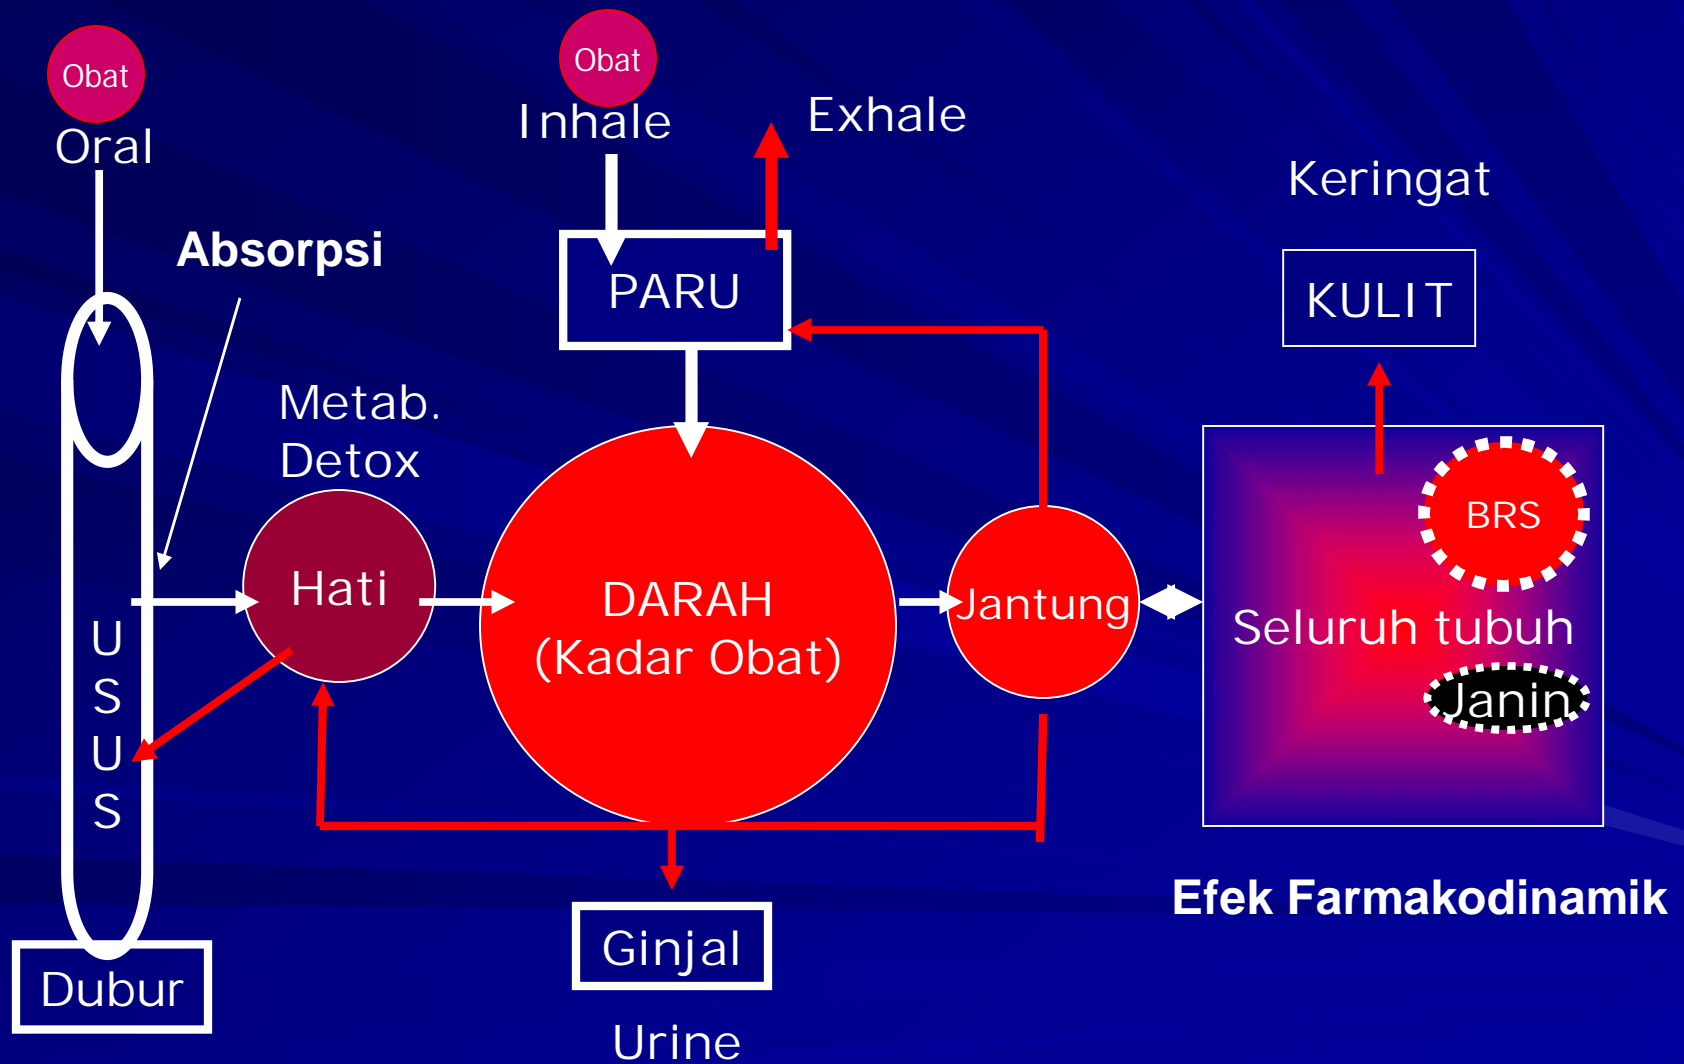 Obat
Oral
Obat
Inhale
Exhale
Keringat
Absorpsi
PARU
KULIT
Metab.
Detox
BRS
Hati
DARAH
(Kadar Obat)
Jantung
Seluruh tubuh
Janin
U
S
U
S
Efek Farmakodinamik
Ginjal
Dubur
Urine